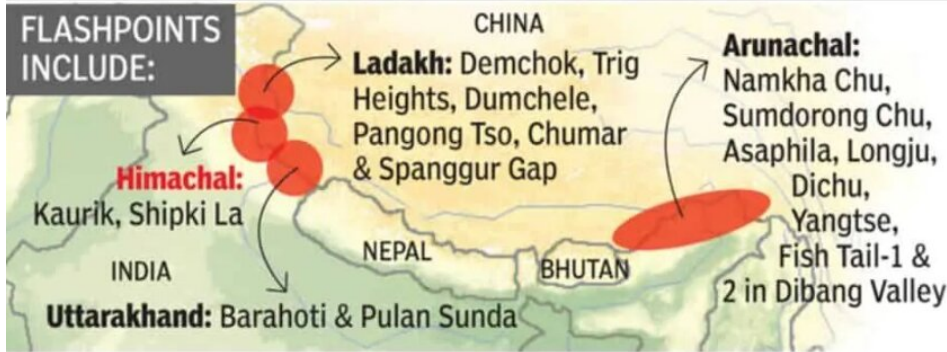 FLASHPOINTS
INCLUDE:
CHINA
Ladakh: Demchok, Trig
Heights, Dumchele,
Pangong Tso, Chumar
& Spanggur Gap
Arunachal:
Namkha Chu,
Sumdorong Chu,
Asaphila, Longju,
Dichu,
Yangtse,
Fish Tail-1 &
2 in Dibang Valley
Himachal:
Kaurik, Shipki La
NEPAL
BHUTAN
INDIA
Uttarakhand: Barahoti & Pulan Sunda